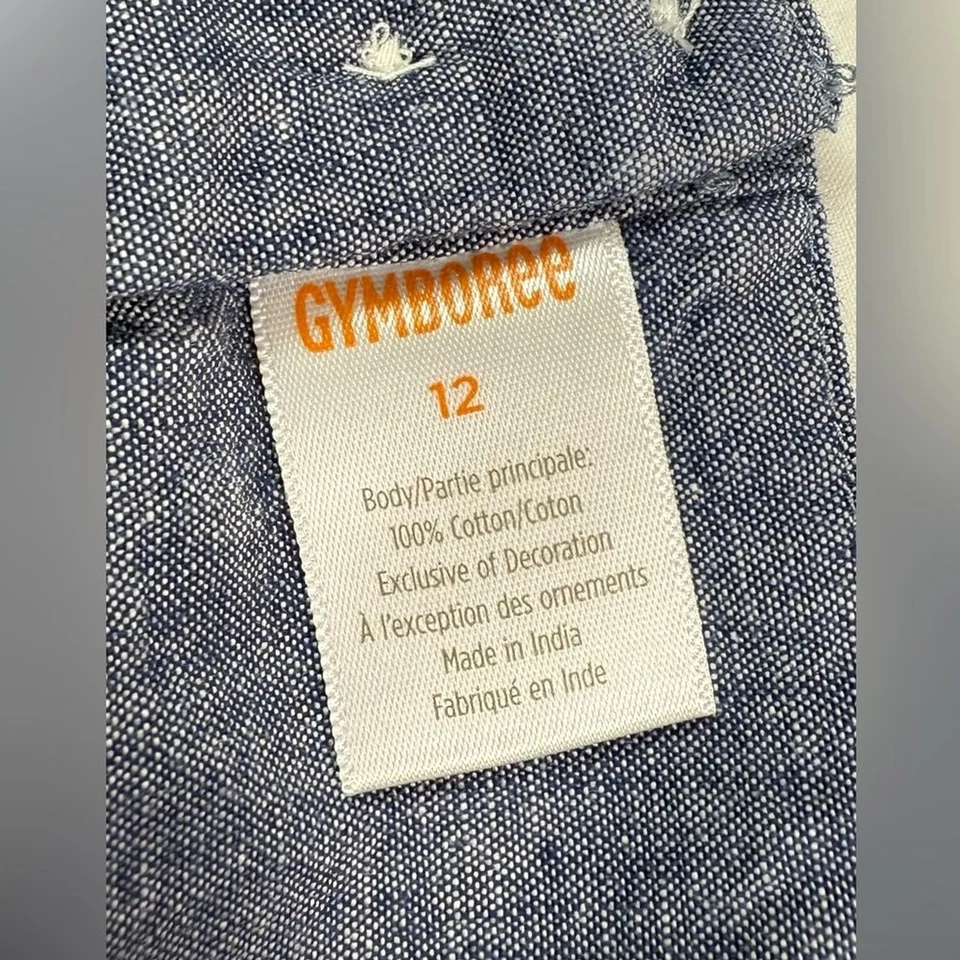 GYMBORee
12
Body/Partie principale:
100% Cotton/Coton
Exclusive of Decoration
À l'exception des ornements
Made in India
Fabriqué en Inde